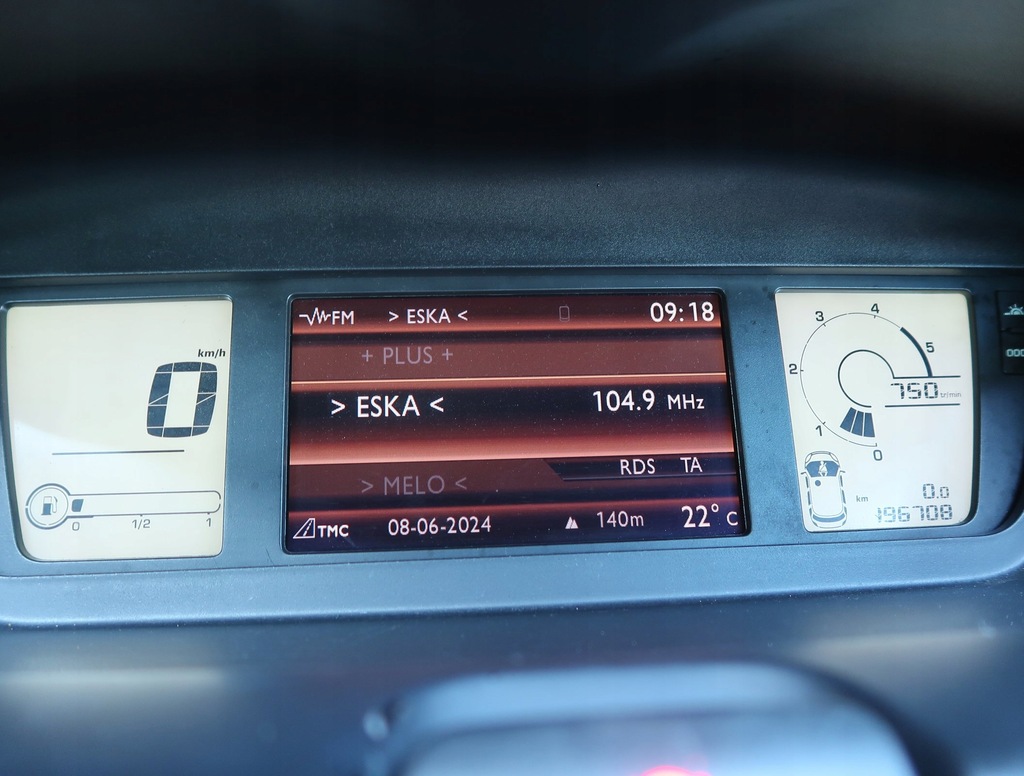 km/h
0
0 1/2 1
FM > ESKA < 09:18
+ PLUS +
> ESKA < 104.9 MHz
RDS TA
> MELO <
TMC 08-06-2024 140m 22° C
3 4
2 5
750 tr/min
1
0
km 0.0
196708